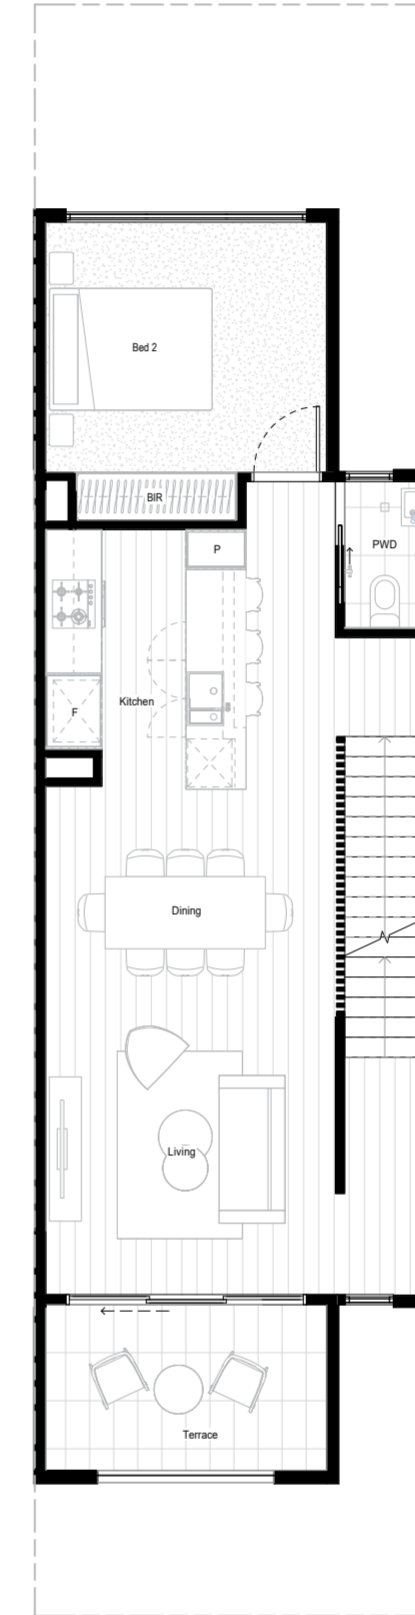 Bed 2
BIR
P
PWD
Kitchen
F
Dining
Living
Terrace